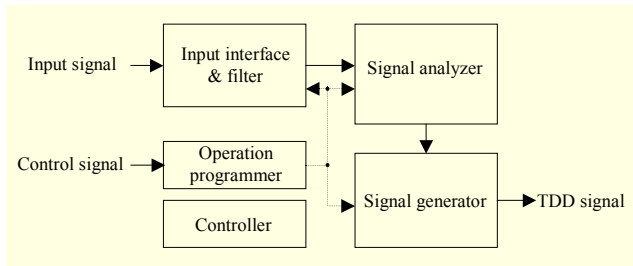 Input signal
Input interface
& filter
Signal analyzer
Control signal
Operation
programmer
Signal generator
TDD signal
Controller